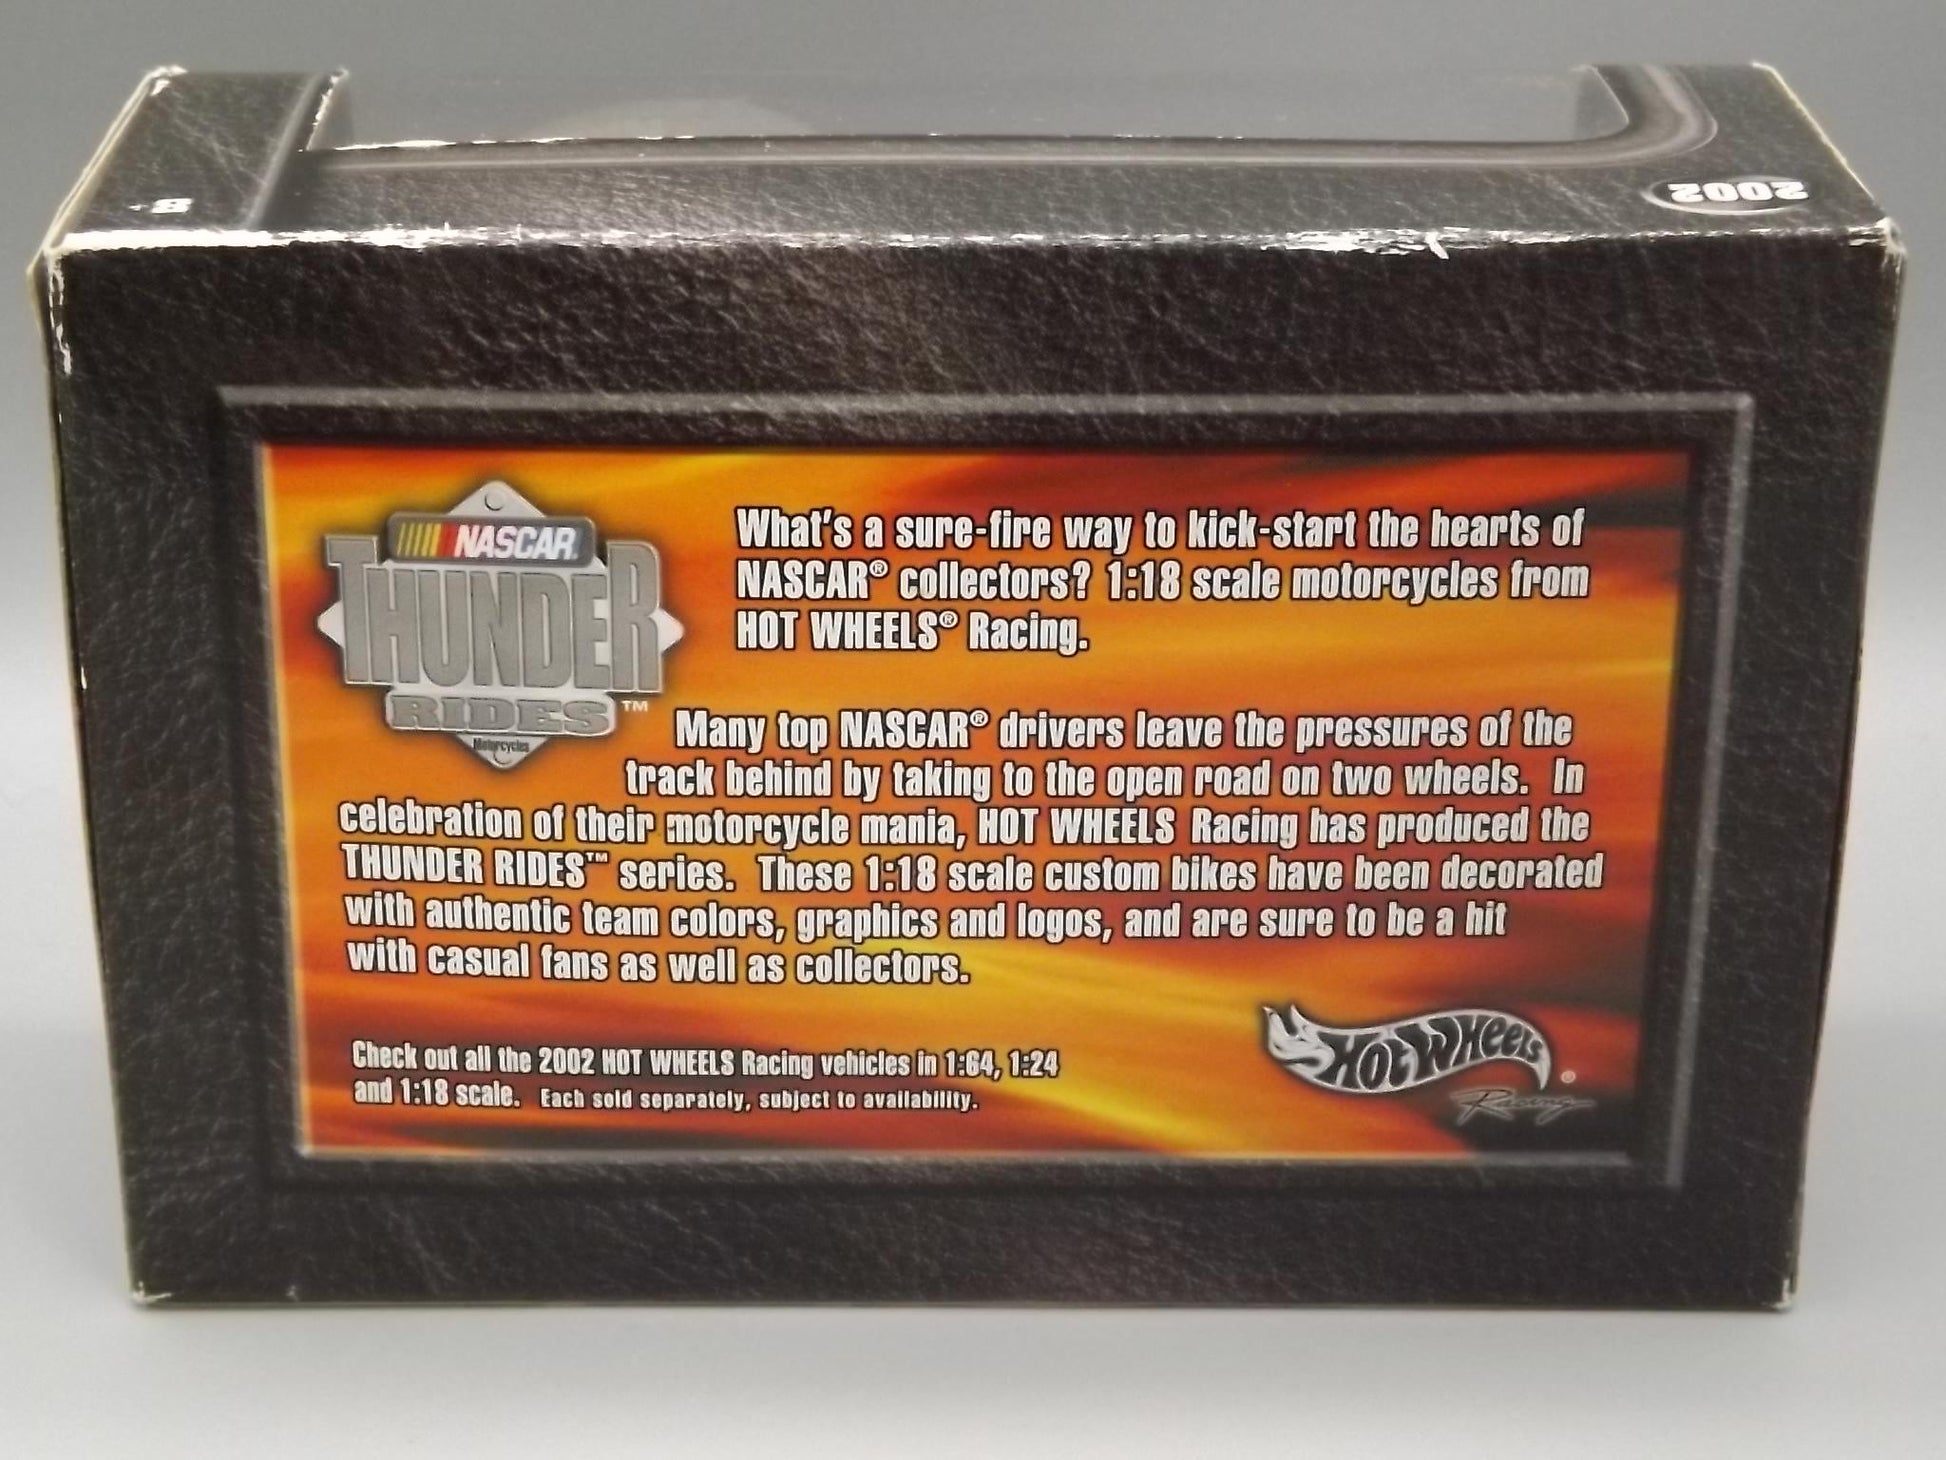 8+
2002
NASCAR
THUNDER
RIDES™
Motorcycles
What's a sure-fire way to kick-start the hearts of
NASCAR® collectors? 1:18 scale motorcycles from
HOT WHEELS® Racing.
Many top NASCAR® drivers leave the pressures of the
track behind by taking to the open road on two wheels. In
celebration of their motorcycle mania, HOT WHEELS Racing has produced the
THUNDER RIDES™ series. These 1:18 scale custom bikes have been decorated
with authentic team colors, graphics and logos, and are sure to be a hit
with casual fans as well as collectors.
Check out all the 2002 HOT WHEELS Racing vehicles in 1:64, 1:24
and 1:18 scale. Each sold separately, subject to availability.
HOT WHEELS ®
Racing